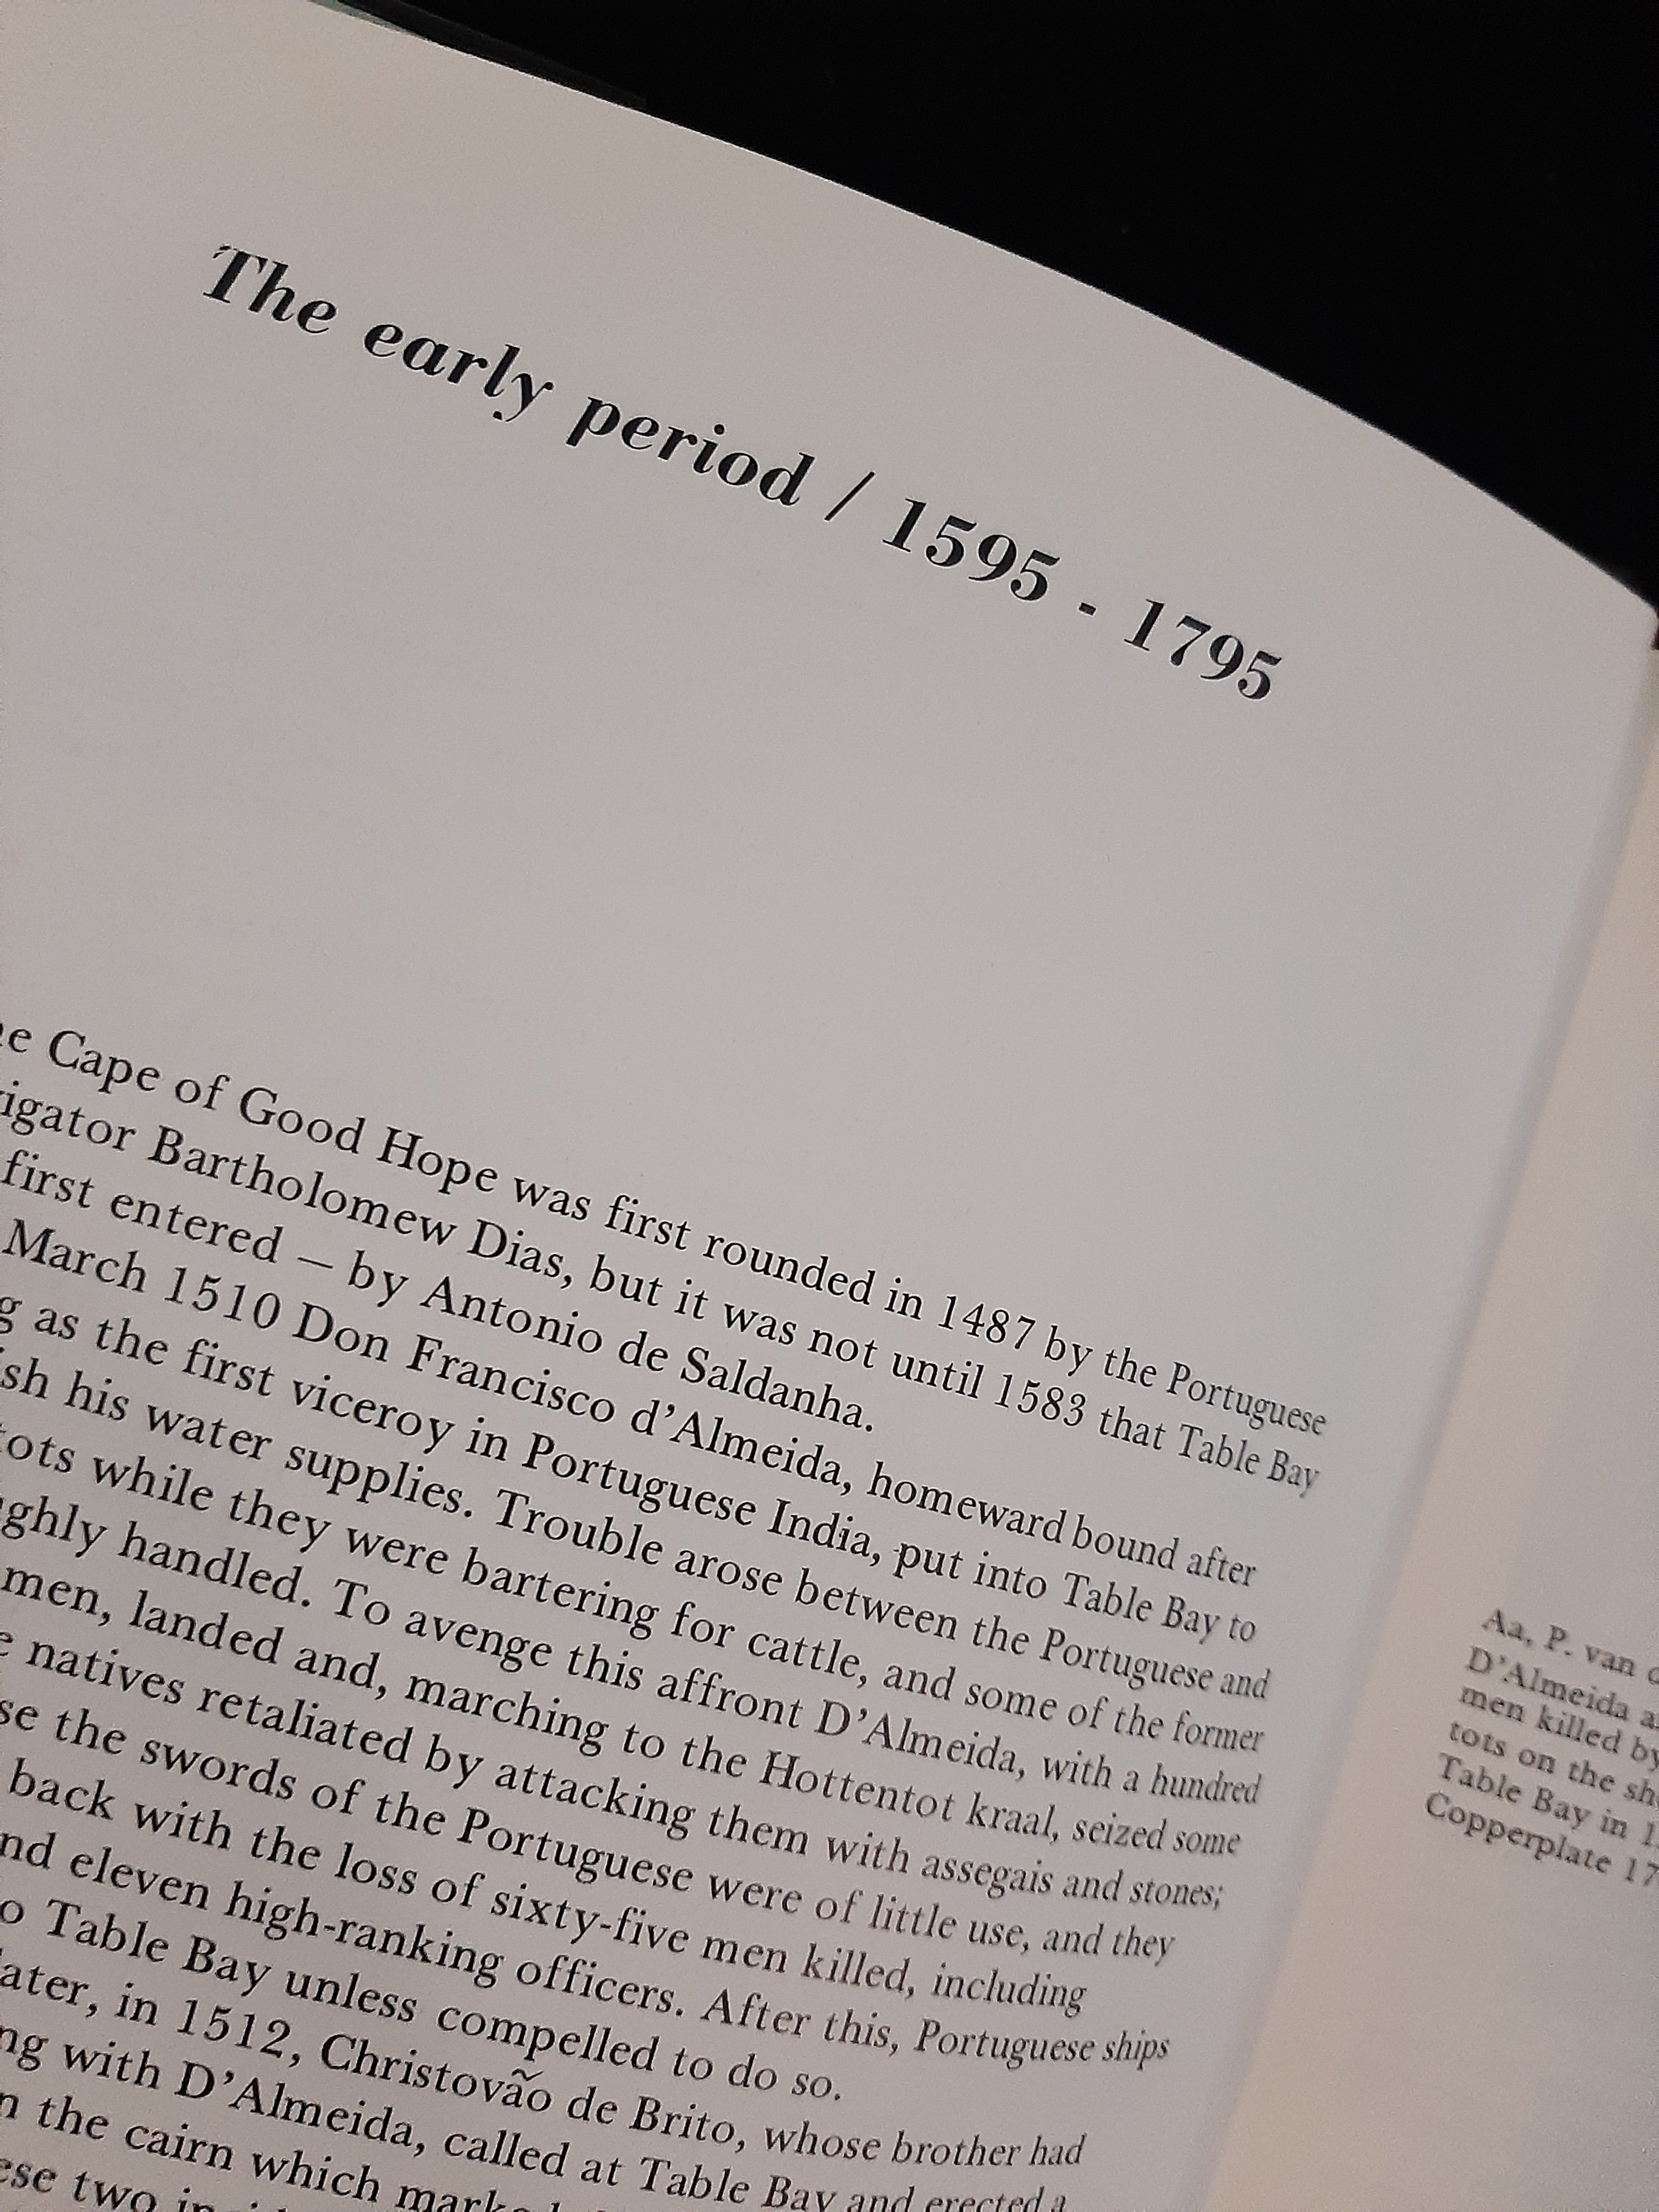 The early period / 1595 - 1795
e Cape of Good Hope was first rounded in 1487 by the Portuguese
igator Bartholomew Dias, but it was not until 1583 that Table Bay
first entered – by Antonio de Saldanha.
March 1510 Don Francisco d'Almeida, homeward bound after
g as the first viceroy in Portuguese India, put into Table Bay to
ish his water supplies. Trouble arose between the Portuguese and
tots while they were bartering for cattle, and some of the former
ghly handled. To avenge this affront D'Almeida, with a hundred
men, landed and, marching to the Hottentot kraal, seized some
e natives retaliated by attacking them with assegais and stones;
se the swords of the Portuguese were of little use, and they
back with the loss of sixty-five men killed, including
nd eleven high-ranking officers. After this, Portuguese ships
o Table Bay unless compelled to do so.
ater, in 1512, Christovão de Brito, whose brother had
ng with D'Almeida, called at Table Bay and erected a
n the cairn which
ese two
Aa, P. van d
D'Almeida a
men killed by
tots on the sh
Table Bay in 1
Copperplate 17